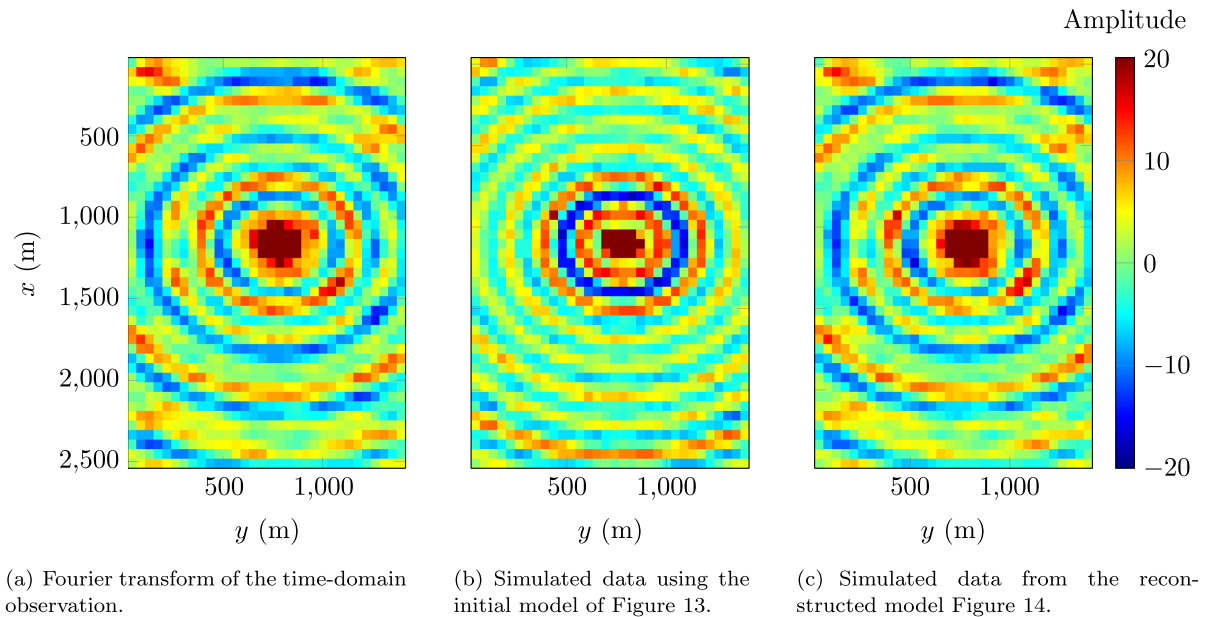 Amplitude
500
1,000
1,500
2,000
2,500
x (m)
500
1,000
y (m)
500
1,000
y (m)
500
1,000
y (m)
20
10
0
−10
−20
(a) Fourier transform of the time-domain
observation.
(b) Simulated data using the
initial model of Figure 13.
(c) Simulated data from the recon-
structed model Figure 14.